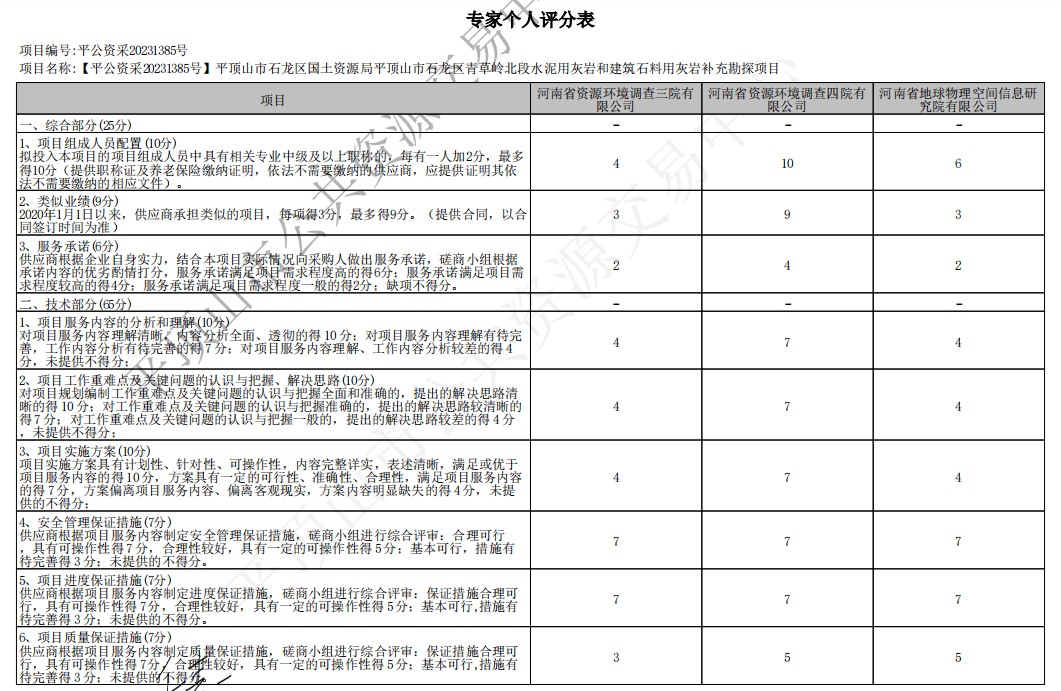 专家个人评分表
项目编号:平公资采20231385号
项目名称:【平公资采20231385号】平顶山市石龙区国土资源局平顶山市石龙区青草岭北段水泥用灰岩和建筑石料用灰岩补充勘探项目
项目 河南省资源环境调查三院有限公司 河南省资源环境调查四院有限公司 河南省地球物理空间信息研究院有限公司
一、综合部分(25分) - - -
1、项目组成人员配置(10分)
拟投入本项目的项目组成人员中具有相关专业中级及以上职称的，每有一人加2分，最多
得10分（提供职称证及养老保险缴纳证明，依法不需要缴纳的供应商，应提供证明其依
法不需要缴纳的相应文件）。
4 10 6
2、类似业绩(9分)
2020年1月1日以来，供应商承担类似的项目，每项得3分，最多得9分。（提供合同，以合
同签订时间为准）
3 9 3
3、服务承诺(6分)
供应商根据企业自身实力，结合本项目实际情况向采购人做出服务承诺，磋商小组根据
承诺内容的优劣酌情打分，服务承诺满足项目需求程度高的得6分；服务承诺满足项目需
求程度较高的得4分；服务承诺满足项目需求程度一般的得2分；缺项不得分。
2 4 2
二、技术部分(65分) - - -
1、项目服务内容的分析和理解(10分)
对项目服务内容理解清晰，内容分析全面、透彻的得 10 分；对项目服务内容理解有待完
善，工作内容分析有待完善的得 7 分；对项目服务内容理解、工作内容分析较差的得 4
分，未提供不得分；
4 7 4
2、项目工作重难点及关键问题的认识与把握、解决思路(10分)
对项目规划编制工作重难点及关键问题的认识与把握全面和准确的，提出的解决思路清
晰的得 10 分；对工作重难点及关键问题的认识与把握准确的，提出的解决思路较清晰的
得 7 分；对工作重难点及关键问题的认识与把握一般的，提出的解决思路较差的得 4 分
，未提供不得分；
4 7 4
3、项目实施方案(10分)
项目实施方案具有计划性、针对性、可操作性，内容完整详实，表述清晰，满足或优于
项目服务内容的得10分，方案具有一定的可行性、准确性、合理性，满足项目服务内容
的得 7 分，方案偏离项目服务内容、偏离客观现实，方案内容明显缺失的得 4 分，未提
供的不得分；
4 7 4
4、安全管理保证措施(7分)
供应商根据项目服务内容制定安全管理保证措施，磋商小组进行综合评审：合理可行
，具有可操作性得 7 分，合理性较好，具有一定的可操作性得 5 分；基本可行，措施有
待完善得 3 分；未提供的不得分。
7 7 7
5、项目进度保证措施(7分)
供应商根据项目服务内容制定进度保证措施，磋商小组进行综合评审：保证措施合理可
行，具有可操作性得 7分，合理性较好，具有一定的可操作性得 5 分；基本可行,措施有
待完善得 3 分；未提供的不得分。
7 7 7
6、项目质量保证措施(7分)
供应商根据项目服务内容制定质量保证措施，磋商小组进行综合评审：保证措施合理可
行，具有可操作性得 7分，合理性较好，具有一定的可操作性得 5 分；基本可行,措施有
待完善得 3 分；未提供的不得分。
3 5 5
平顶山市公共资源交易中
平顶山市公共资源交易中心